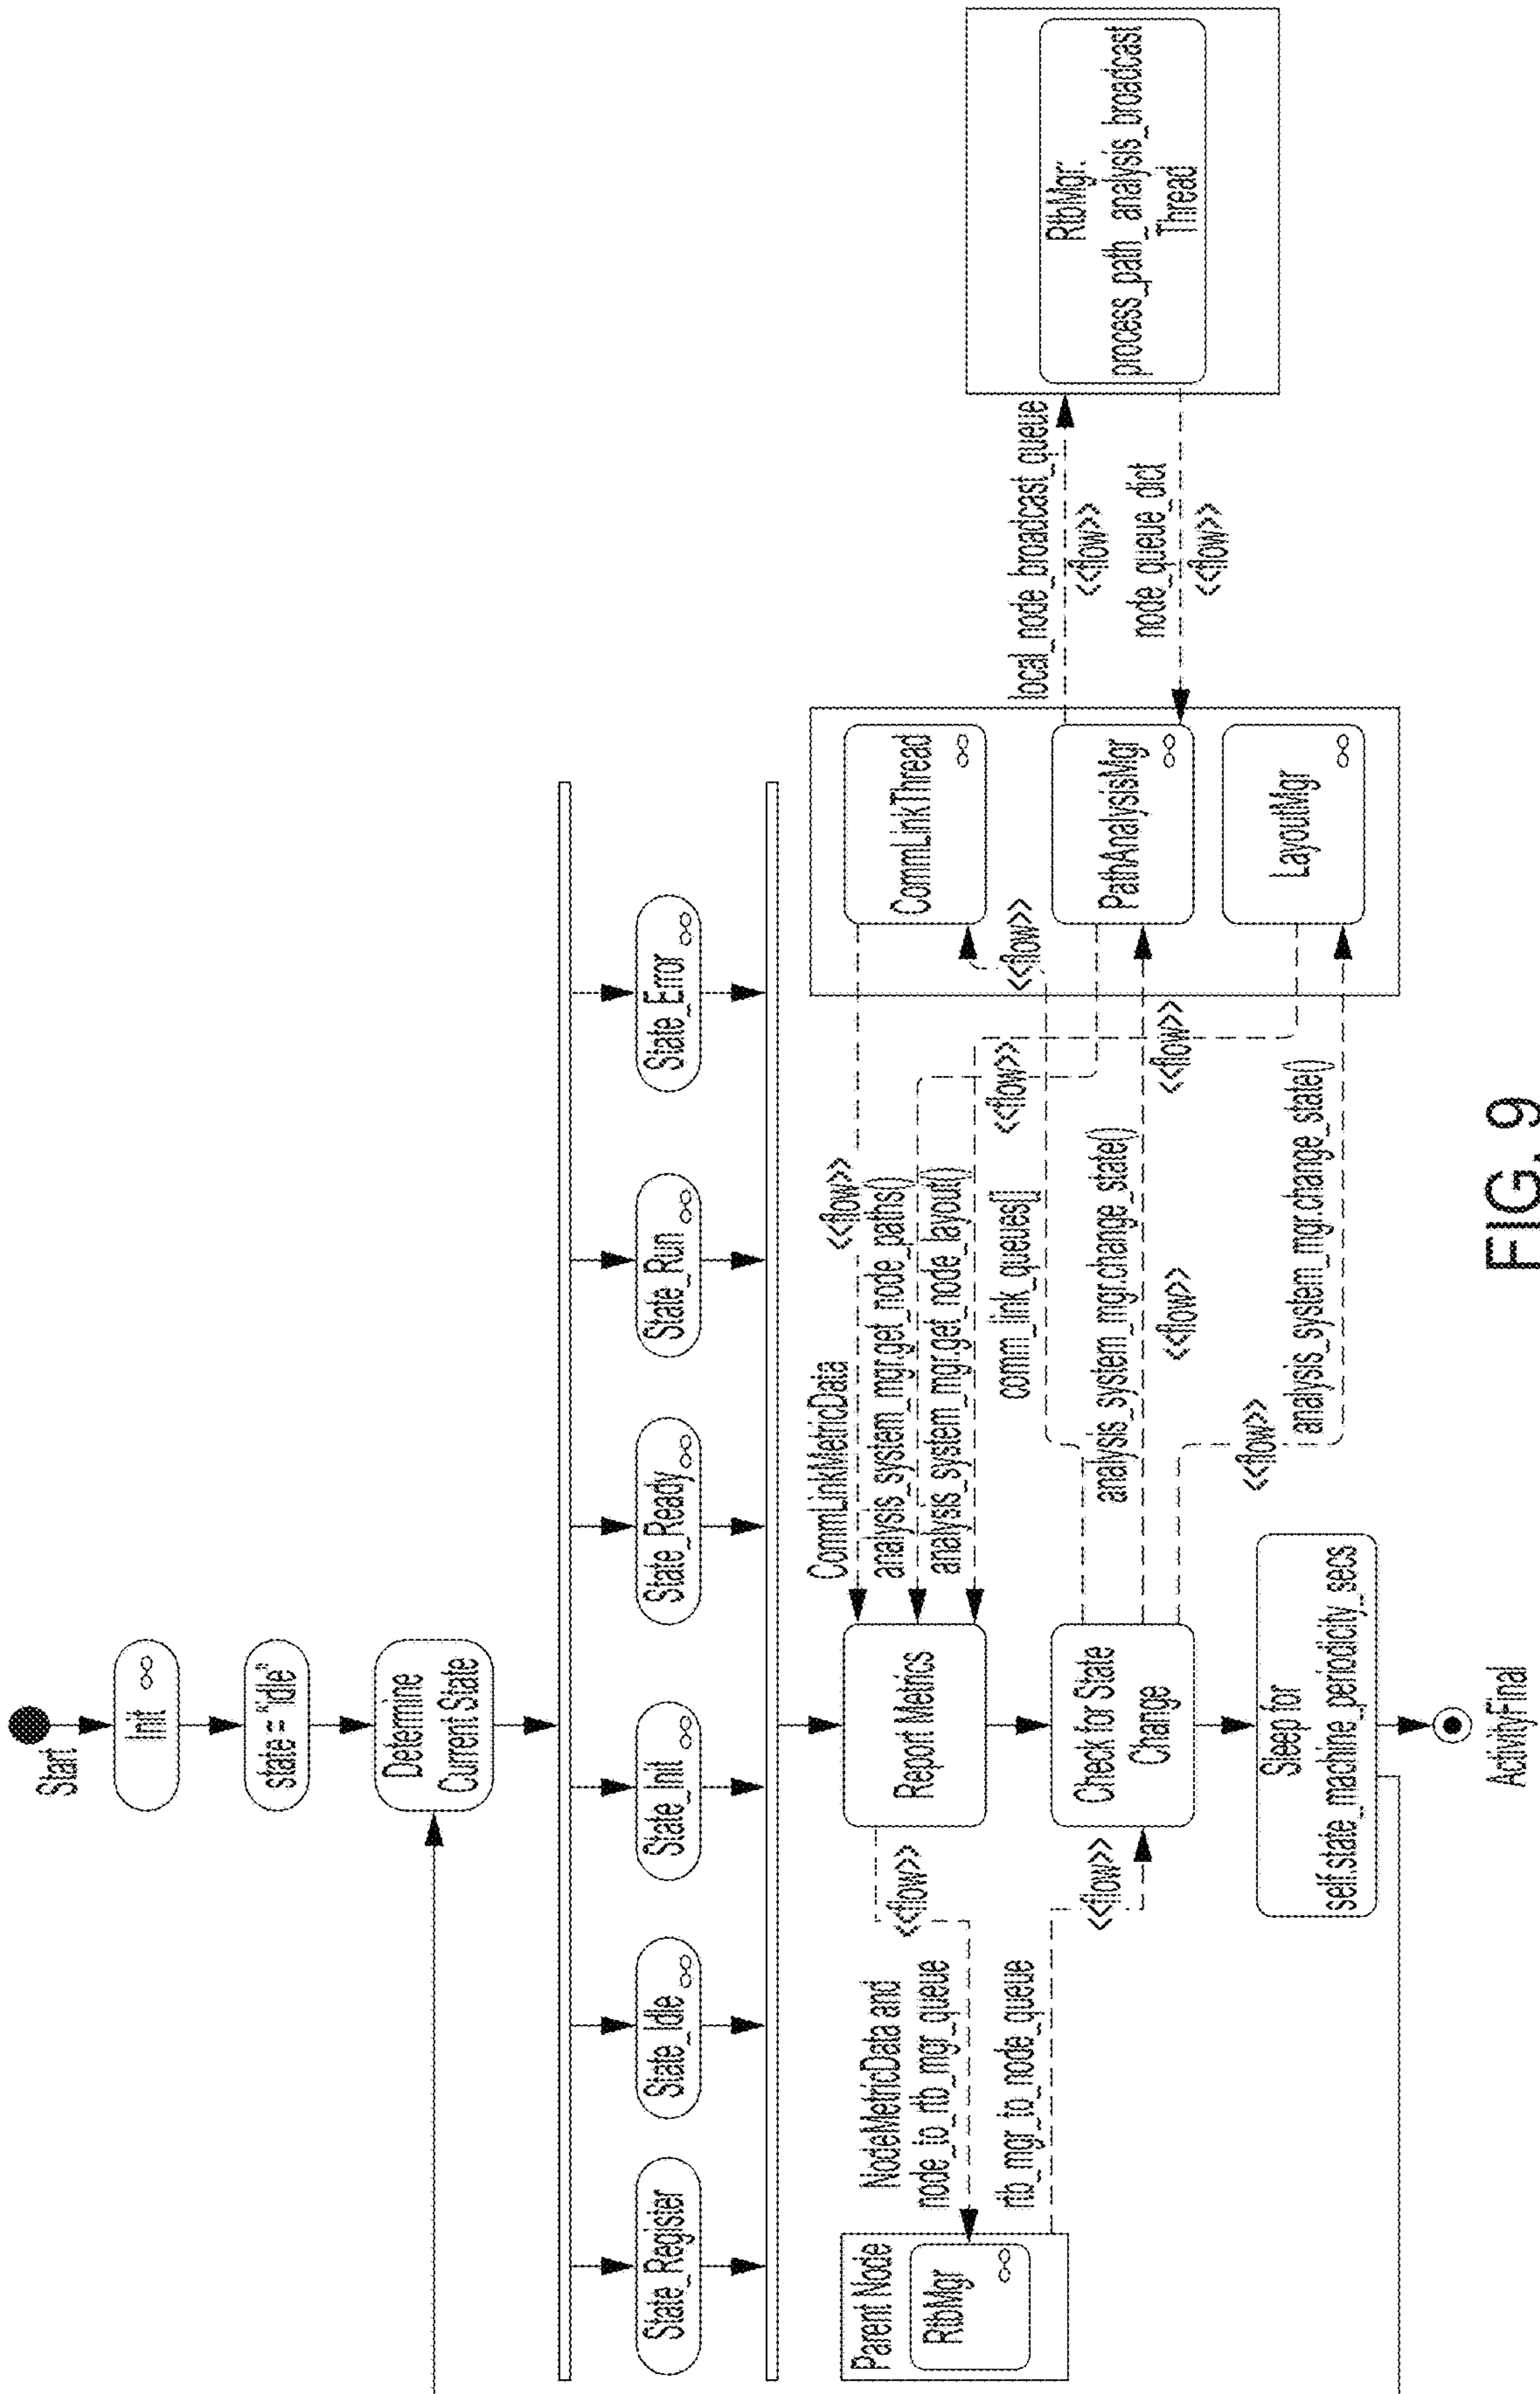 Start
Init
state = "idle"
Determine
Current State
State_Register
State_Idle
State_Init
State_Ready
State_Run
State_Error
Parent Node
RtbMgr
NodeMetricData and
node_to_rtb_mgr_queue
<<flow>>
rtb_mgr_to_node_queue
<<flow>>
Report Metrics
CommLinkMetricData
<<flow>>
analysis_system_mgr.get_node_paths()
<<flow>>
analysis_system_mgr.get_node_layout()
<<flow>>
Check for State
Change
comm_link_queues[]
<<flow>>
analysis_system_mgr.change_state()
<<flow>>
analysis_system_mgr.change_state()
<<flow>>
CommLinkThread
PathAnalysisMgr
LayoutMgr
local_node_broadcast_queue
<<flow>>
node_queue_dict
<<flow>>
RtbMgr.
process_path_analysis_broadcast
Thread
Sleep for
self.state_machine_periodicity_secs
ActivityFinal
FIG. 9